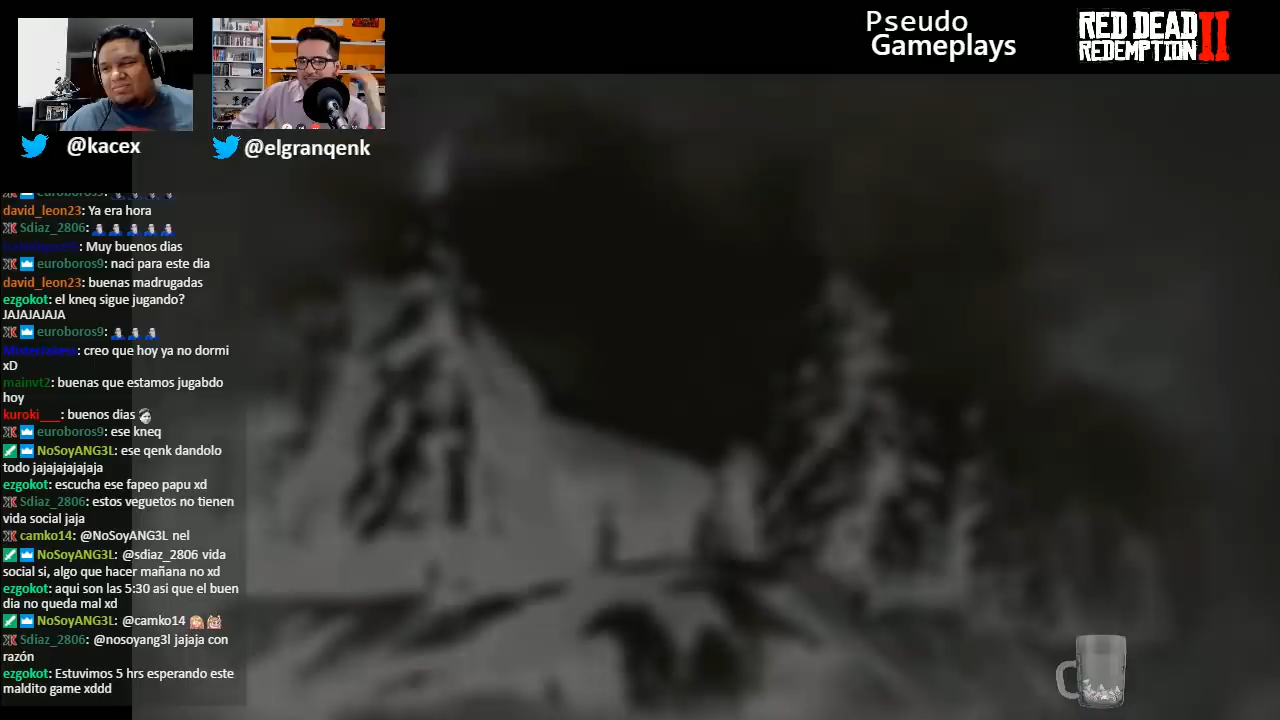 Pseudo
Gameplays
RED DEAD
REDEMPTION II
@kacex
@elgranqenk
euroboros9:
david_leon23: Ya era hora
Sdiaz_2806:
: Muy buenos dias
euroboros9: naci para este dia
david_leon23: buenas madrugadas
ezgokot: el kneq sigue jugando?
JAJAJAJAJA
euroboros9:
: creo que hoy ya no dormi
xD
mainvt2: buenas que estamos jugabdo
hoy
kuroki___: buenos dias
euroboros9: ese kneq
NoSoyANG3L: ese qenk dandolo
todo jajajajajajaja
ezgokot: escucha ese fapeo papu xd
Sdiaz_2806: estos veguetos no tienen
vida social jaja
camko14: @NoSoyANG3L nel
NoSoyANG3L: @sdiaz_2806 vida
social si, algo que hacer mañana no xd
ezgokot: aqui son las 5:30 asi que el buen
dia no queda mal xd
NoSoyANG3L: @camko14
Sdiaz_2806: @nosoyang3l jajaja con
razón
ezgokot: Estuvimos 5 hrs esperando este
maldito game xddd